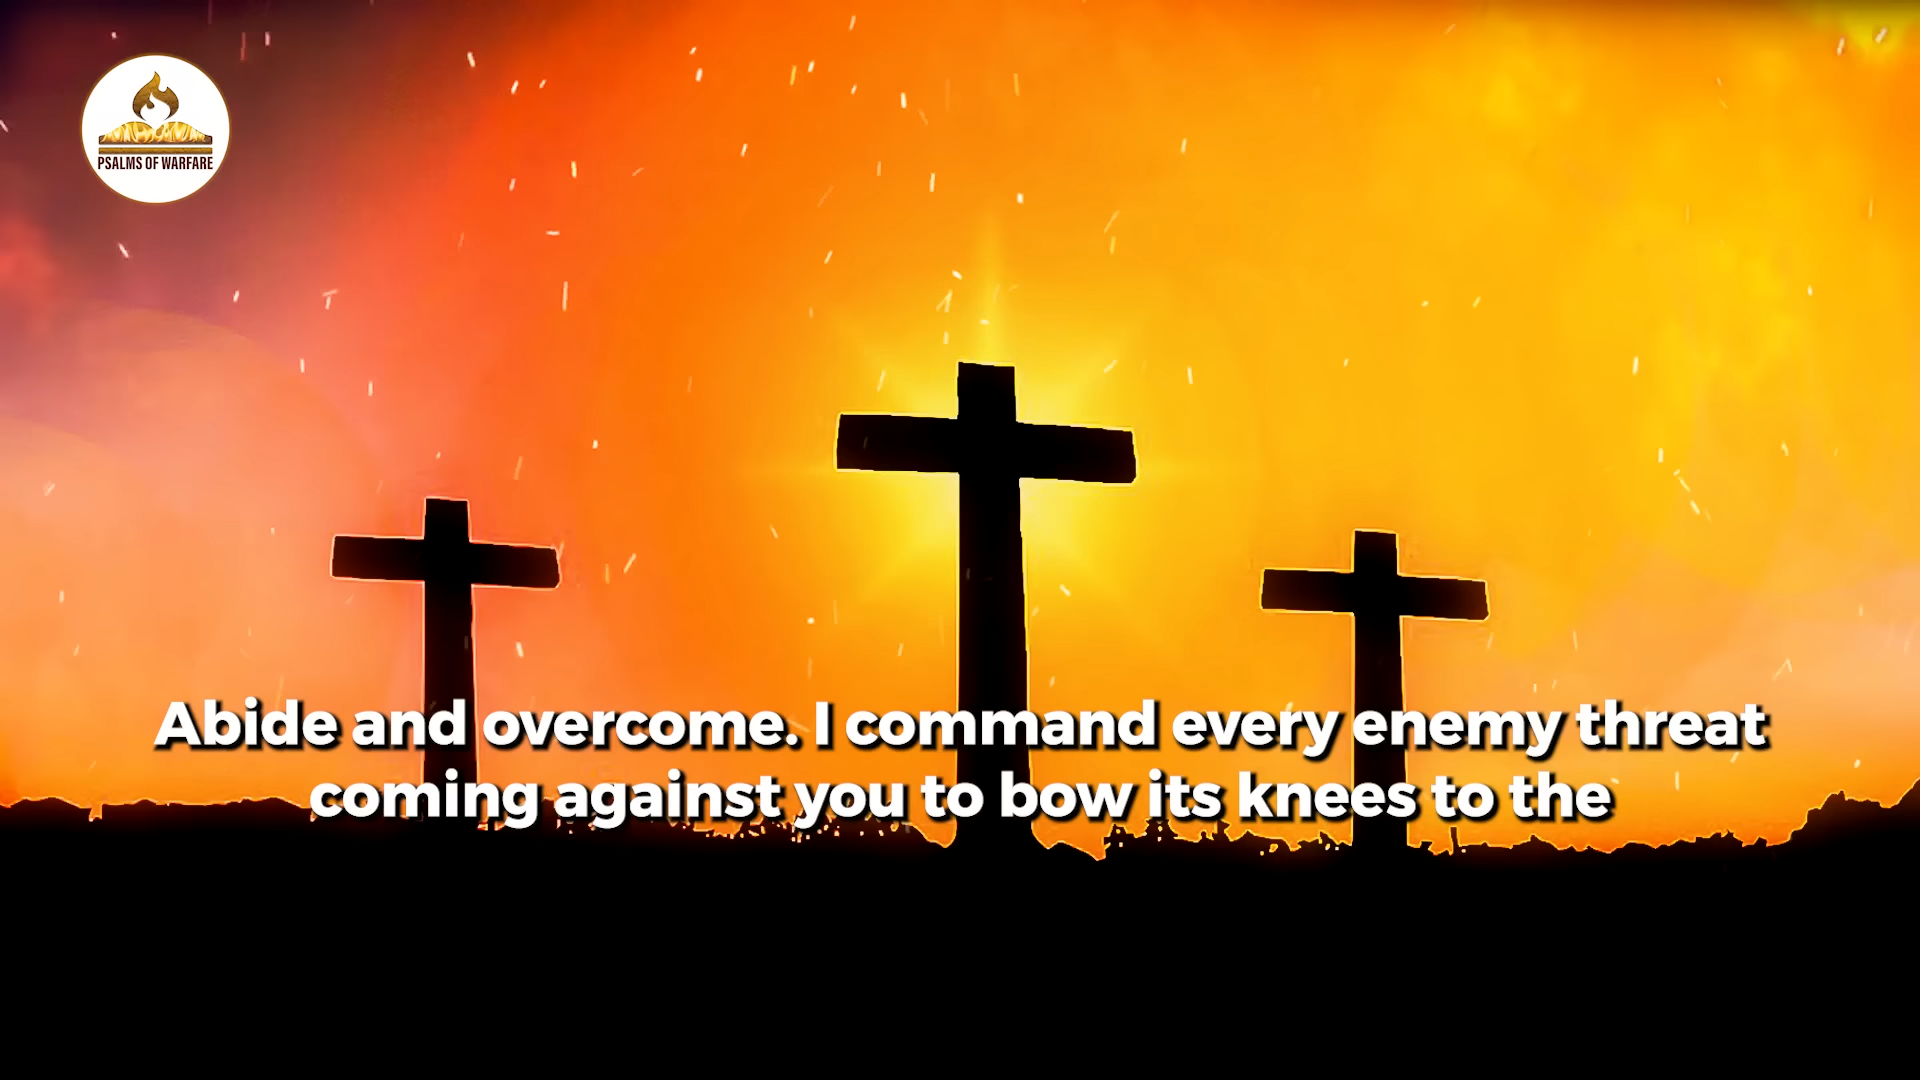 PSALMS OF WARFARE
Abide and overcome. I command every enemy threat
coming against you to bow its knees to the